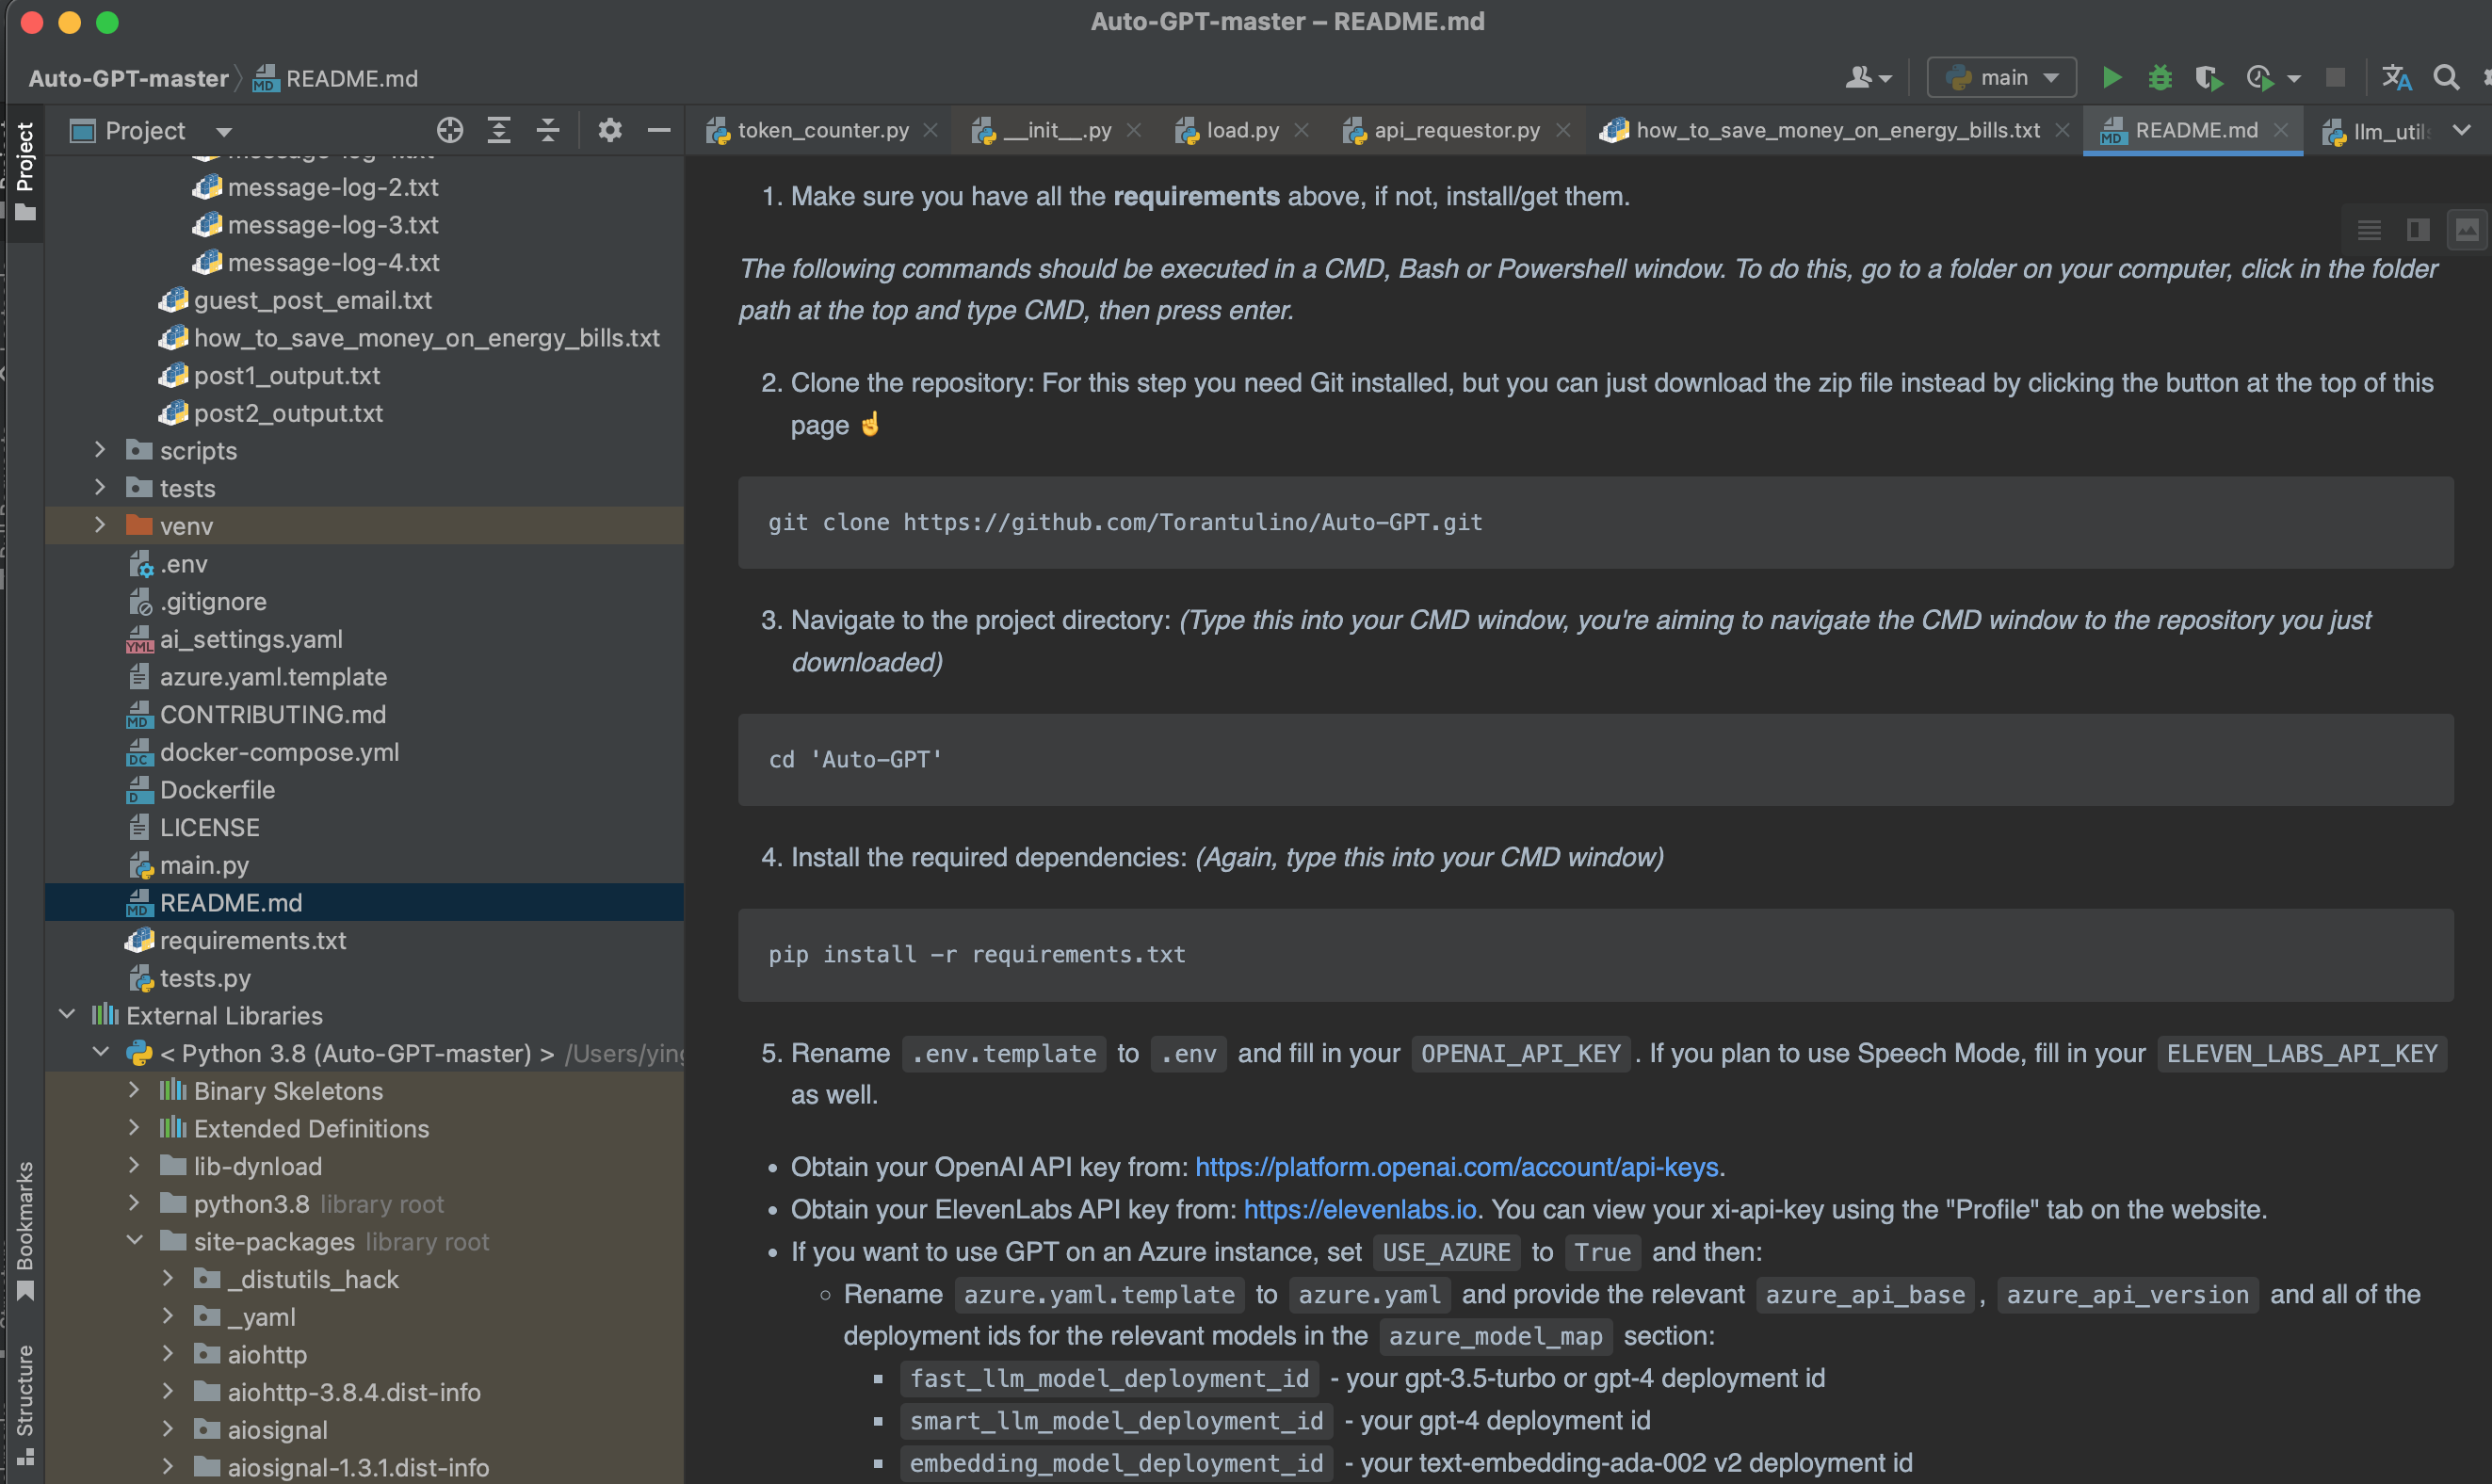 Auto-GPT-master – README.md
Auto-GPT-master
README.md
main
Project
Project
token_counter.py
__init__.py
load.py
api_requestor.py
how_to_save_money_on_energy_bills.txt
README.md
message-log-2.txt
message-log-3.txt
message-log-4.txt
guest_post_email.txt
how_to_save_money_on_energy_bills.txt
post1_output.txt
post2_output.txt
scripts
tests
venv
.env
.gitignore
ai_settings.yaml
azure.yaml.template
CONTRIBUTING.md
docker-compose.yml
Dockerfile
LICENSE
main.py
README.md
requirements.txt
tests.py
External Libraries
< Python 3.8 (Auto-GPT-master) > /Users/ying
Binary Skeletons
Extended Definitions
lib-dynload
python3.8 library root
site-packages library root
_distutils_hack
_yaml
aiohttp
aiohttp-3.8.4.dist-info
aiosignal
aiosignal-1.3.1.dist-info
Bookmarks
Structure
1. Make sure you have all the requirements above, if not, install/get them.
The following commands should be executed in a CMD, Bash or Powershell window. To do this, go to a folder on your computer, click in the folder
path at the top and type CMD, then press enter.
2. Clone the repository: For this step you need Git installed, but you can just download the zip file instead by clicking the button at the top of this
page ☝️
git clone https://github.com/Torantulino/Auto-GPT.git
3. Navigate to the project directory: (Type this into your CMD window, you're aiming to navigate the CMD window to the repository you just
downloaded)
cd 'Auto-GPT'
4. Install the required dependencies: (Again, type this into your CMD window)
pip install -r requirements.txt
5. Rename .env.template to .env and fill in your OPENAI_API_KEY . If you plan to use Speech Mode, fill in your ELEVEN_LABS_API_KEY
as well.
• Obtain your OpenAI API key from: https://platform.openai.com/account/api-keys.
• Obtain your ElevenLabs API key from: https://elevenlabs.io. You can view your xi-api-key using the "Profile" tab on the website.
• If you want to use GPT on an Azure instance, set USE_AZURE to True and then:
○ Rename azure.yaml.template to azure.yaml and provide the relevant azure_api_base , azure_api_version and all of the
deployment ids for the relevant models in the azure_model_map section:
▪ fast_llm_model_deployment_id - your gpt-3.5-turbo or gpt-4 deployment id
▪ smart_llm_model_deployment_id - your gpt-4 deployment id
▪ embedding_model_deployment_id - your text-embedding-ada-002 v2 deployment id